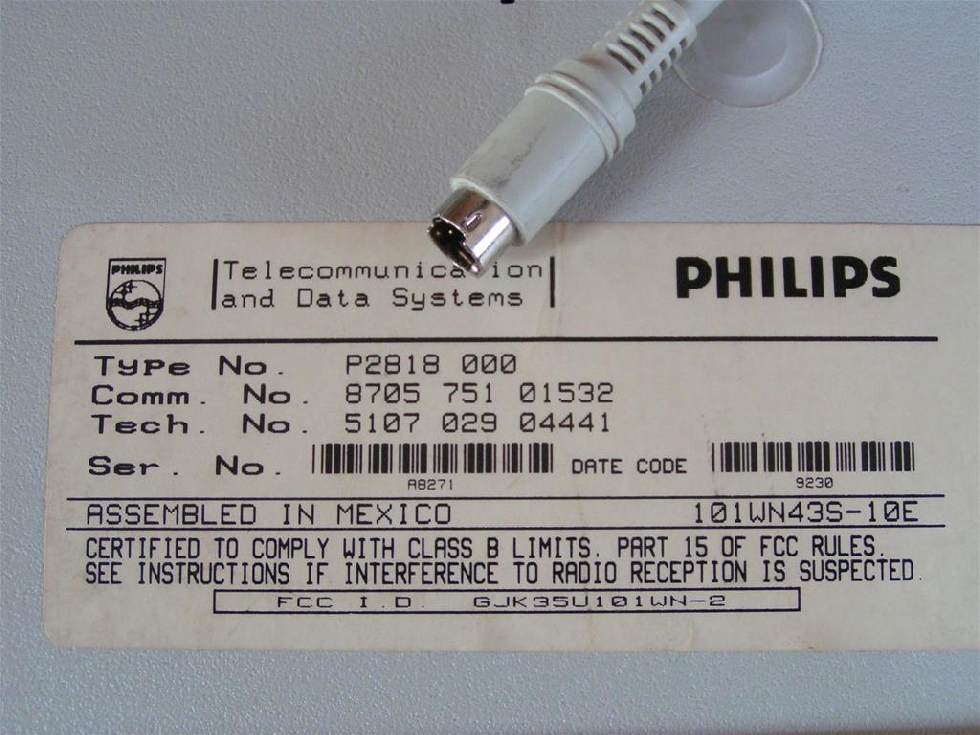 PHILIPS
Telecommunication
and Data Systems
PHILIPS
Type No. P2818 000
Comm. No. 8705 751 01532
Tech. No. 5107 029 04441
Ser. No. A8271 DATE CODE 9230
ASSEMBLED IN MEXICO 101WN43S-10E
CERTIFIED TO COMPLY WITH CLASS B LIMITS. PART 15 OF FCC RULES.
SEE INSTRUCTIONS IF INTERFERENCE TO RADIO RECEPTION IS SUSPECTED.
FCC I.D. GJK35U101WN-2